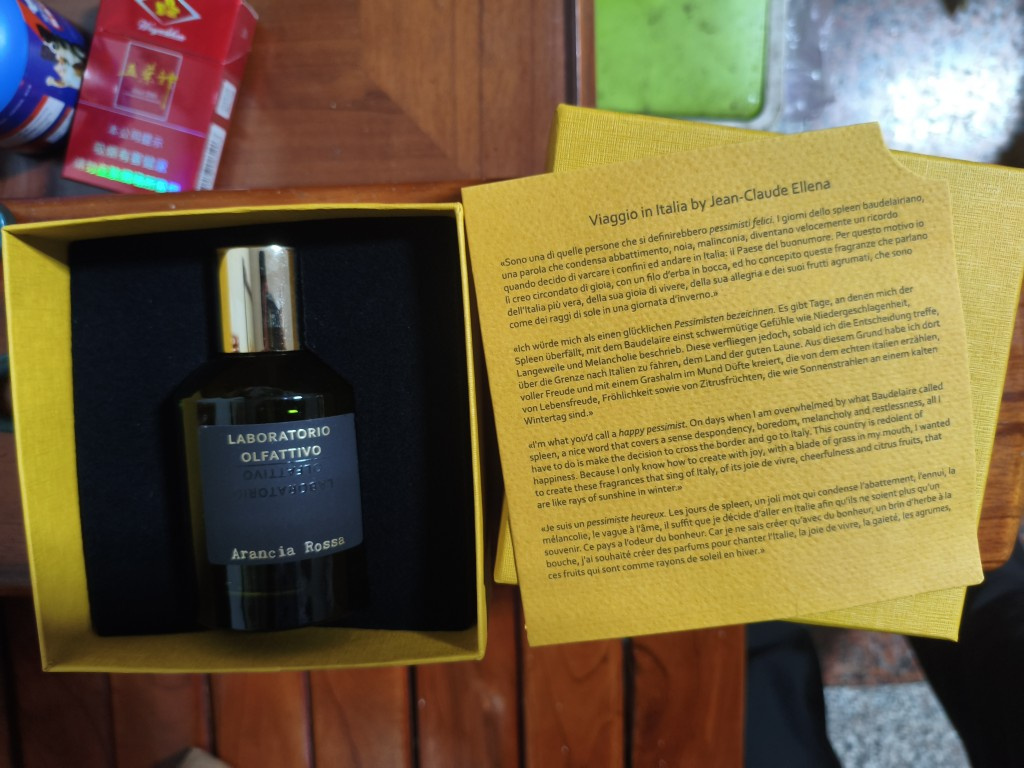 五葉神
本公司提示
吸烟有害健康
LABORATORIO
OLFATTIVO
Arancia Rossa
Viaggio in Italia by Jean-Claude Ellena
«Sono una di quelle persone che si definirebbero pessimisti felici. I giorni dello spleen baudelairiano,
una parola che condensa abbattimento, noia, malinconia, diventano velocemente un ricordo
quando decido di varcare i confini ed andare in Italia: il Paese del buonumore. Per questo motivo io
lì creo circondato di gioia, con un filo d'erba in bocca, ed ho concepito queste fragranze che parlano
dell'Italia più vera, della sua gioia di vivere, della sua allegria e dei suoi frutti agrumati, che sono
come dei raggi di sole in una giornata d'inverno.»
«Ich würde mich als einen glücklichen Pessimisten bezeichnen. Es gibt Tage, an denen mich der
Spleen überfällt, mit dem Baudelaire einst schwermütige Gefühle wie Niedergeschlagenheit,
Langeweile und Melancholie beschrieb. Diese verfliegen jedoch, sobald ich die Entscheidung treffe,
über die Grenze nach Italien zu fahren, dem Land der guten Laune. Aus diesem Grund habe ich dort
voller Freude und mit einem Grashalm im Mund Düfte kreiert, die von dem echten Italien erzählen,
von Lebensfreude, Fröhlichkeit sowie von Zitrusfrüchten, die wie Sonnenstrahlen an einem kalten
Wintertag sind.»
«I'm what you'd call a happy pessimist. On days when I am overwhelmed by what Baudelaire called
spleen, a nice word that covers a sense despondency, boredom, melancholy and restlessness, all I
have to do is make the decision to cross the border and go to Italy. This country is redolent of
happiness. Because I only know how to create with joy, with a blade of grass in my mouth, I wanted
to create these fragrances that sing of Italy, of its joie de vivre, cheerfulness and citrus fruits, that
are like rays of sunshine in winter.»
«Je suis un pessimiste heureux. Les jours de spleen, un joli mot qui condense l'abattement, l'ennui, la
mélancolie, le vague à l'âme, il suffit que je décide d'aller en Italie afin qu'ils ne soient plus qu'un
souvenir. Ce pays a l'odeur du bonheur. Car je ne sais créer qu'avec du bonheur, un brin d'herbe à la
bouche, j'ai souhaité créer des parfums pour chanter l'Italie, la joie de vivre, la gaieté, les agrumes,
ces fruits qui sont comme rayons de soleil en hiver.»